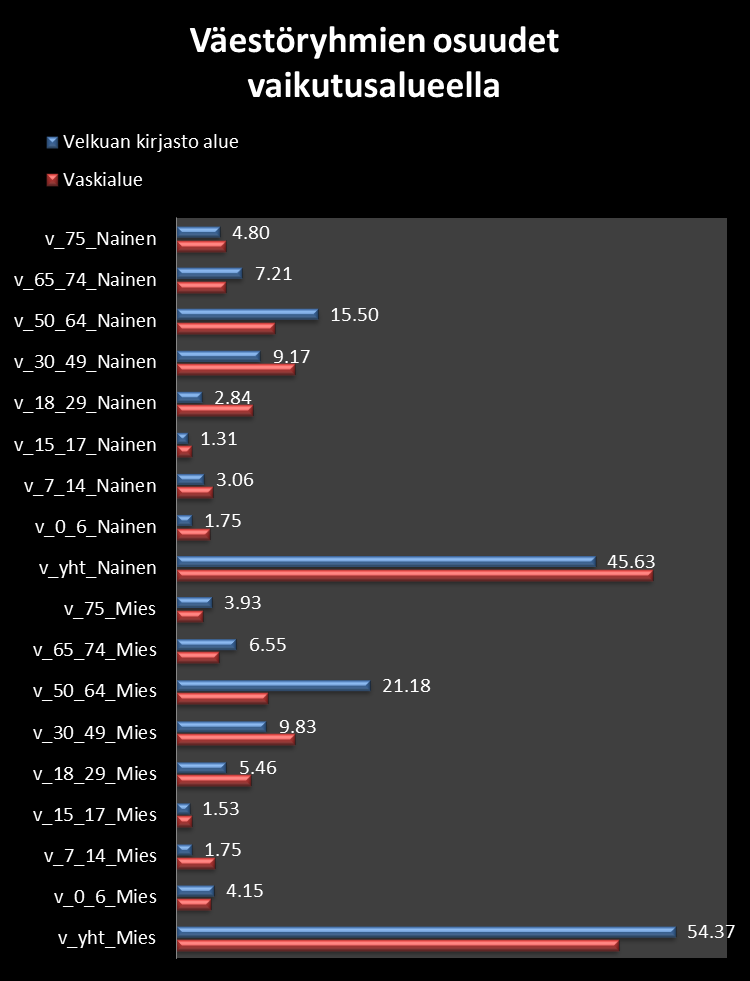 Väestöryhmien osuudet
vaikutusalueella
Velkuan kirjasto alue
Vaskialue
v_75_Nainen 4.80
v_65_74_Nainen 7.21
v_50_64_Nainen 15.50
v_30_49_Nainen 9.17
v_18_29_Nainen 2.84
v_15_17_Nainen 1.31
v_7_14_Nainen 3.06
v_0_6_Nainen 1.75
v_yht_Nainen 45.63
v_75_Mies 3.93
v_65_74_Mies 6.55
v_50_64_Mies 21.18
v_30_49_Mies 9.83
v_18_29_Mies 5.46
v_15_17_Mies 1.53
v_7_14_Mies 1.75
v_0_6_Mies 4.15
v_yht_Mies 54.37